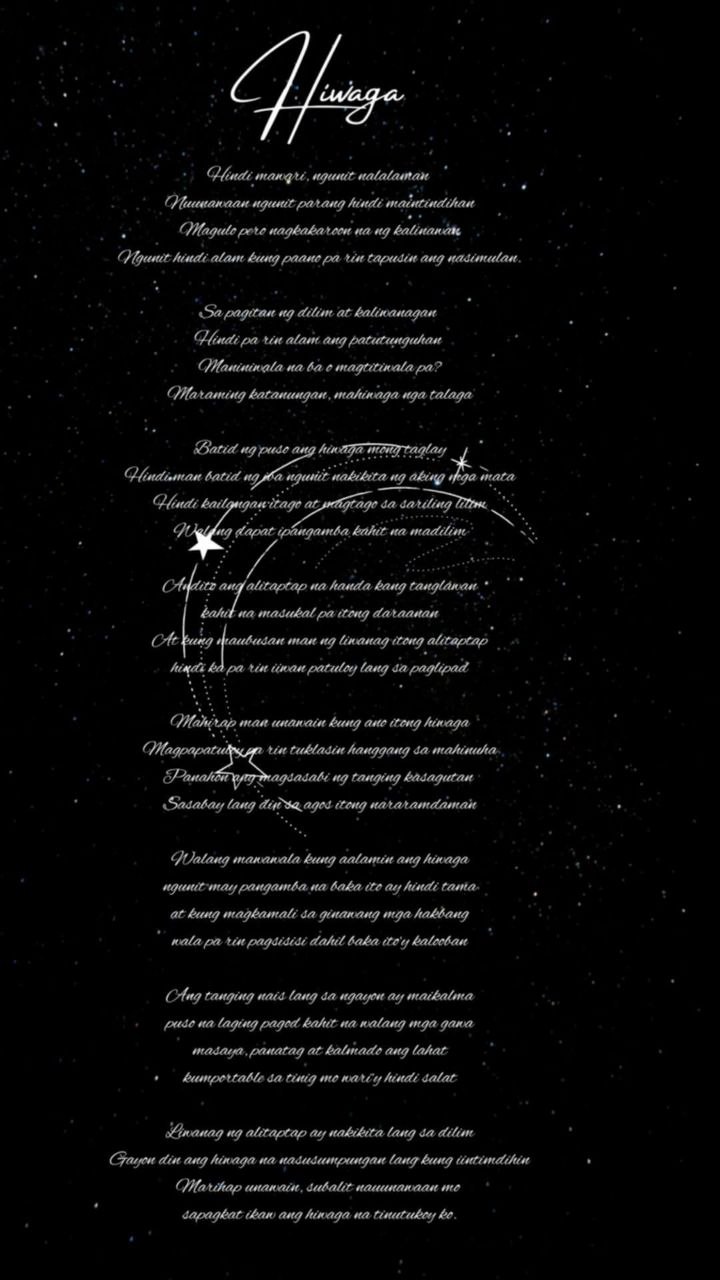 Hiwaga
Hindi mawari, ngunit nalalaman
Nuunawaan ngunit parang hindi maintindihan
Magulo pero nagkakaroon na ng kalinawan
Ngunit hindi alam kung paano pa rin tapusin ang nasimulan.
Sa pagitan ng dilim at kaliwanagan
Hindi pa rin alam ang patutunguhan
Maniniwala na ba o magtitiwala pa?
Maraming katanungan, mahiwaga nga talaga
Batid ng puso ang hiwaga mong taglay
Hindi man batid ng iba ngunit nakikita ng aking mga mata
Hindi kailangan itago at magtago sa sariling lilim
Walang dapat ipangamba kahit na madilim
Andito ang alitaptap na handa kang tanglawan
kahit na masukal pa itong daraanan
At kung maubusan man ng liwanag itong alitaptap
hindi ka pa rin iiwan patuloy lang sa paglipad
Mahirap man unawain kung ano itong hiwaga
Magpapatuloy pa rin tuklasin hanggang sa mahinuha
Panahon ang magsasabi ng tanging kasagutan
Sasabay lang din sa agos itong nararamdaman
Walang mawawala kung aalamin ang hiwaga
ngunit may pangamba na baka ito ay hindi tama
at kung magkamali sa ginawang mga hakbang
wala pa rin pagsisisi dahil baka ito'y kalooban
Ang tanging nais lang sa ngayon ay maikalma
puso na laging pagod kahit na walang mga gawa
masaya, panatag at kalmado ang lahat
kumportable sa tinig mo wari'y hindi salat
Liwanag ng alitaptap ay nakikita lang sa dilim
Gayon din ang hiwaga na nasusumpungan lang kung iintimdihin
Marihap unawain, subalit nauunawaan mo
sapagkat ikaw ang hiwaga na tinutukoy ko.